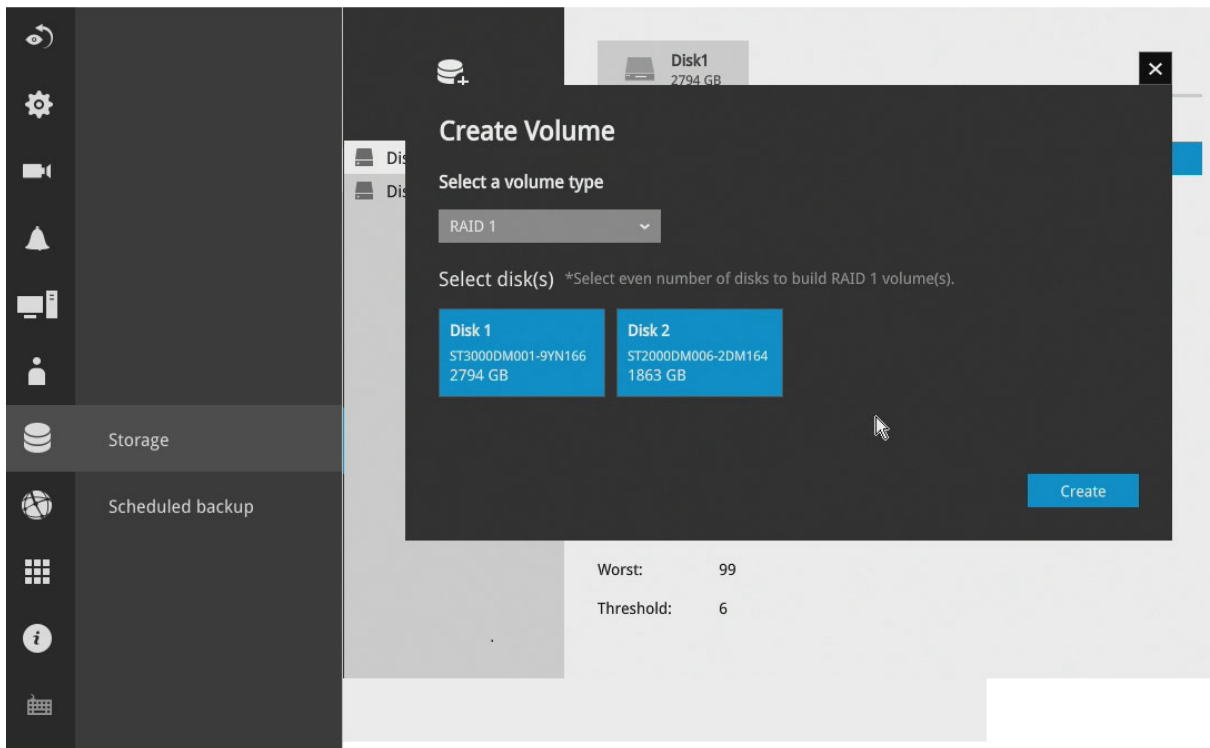 Disk1
2794 GB
Create Volume
Dis
Select a volume type
Dis
RAID 1
Select disk(s) *Select even number of disks to build RAID 1 volume(s).
Disk 1
ST3000DM001-9YN166
2794 GB
Disk 2
ST2000DM006-2DM164
1863 GB
Storage
Create
Scheduled backup
Worst: 99
Threshold: 6